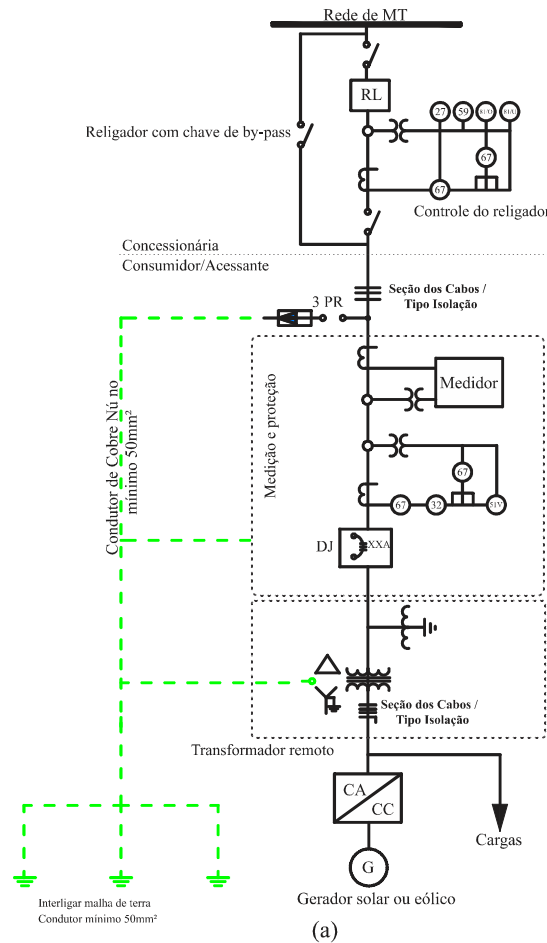 Rede de MT
RL
27
59
81/O
81/U
67
67
Religador com chave de by-pass
Controle do religador
Concessionária
Consumidor/Acessante
Seção dos Cabos /
Tipo Isolação
3 PR
Condutor de Cobre Nú no
mínimo 50mm²
Medição e proteção
Medidor
67
67
32
51V
DJ
XXA
Seção dos Cabos /
Tipo Isolação
Transformador remoto
CA
CC
Cargas
G
Gerador solar ou eólico
Interligar malha de terra
Condutor mínimo 50mm²
(a)